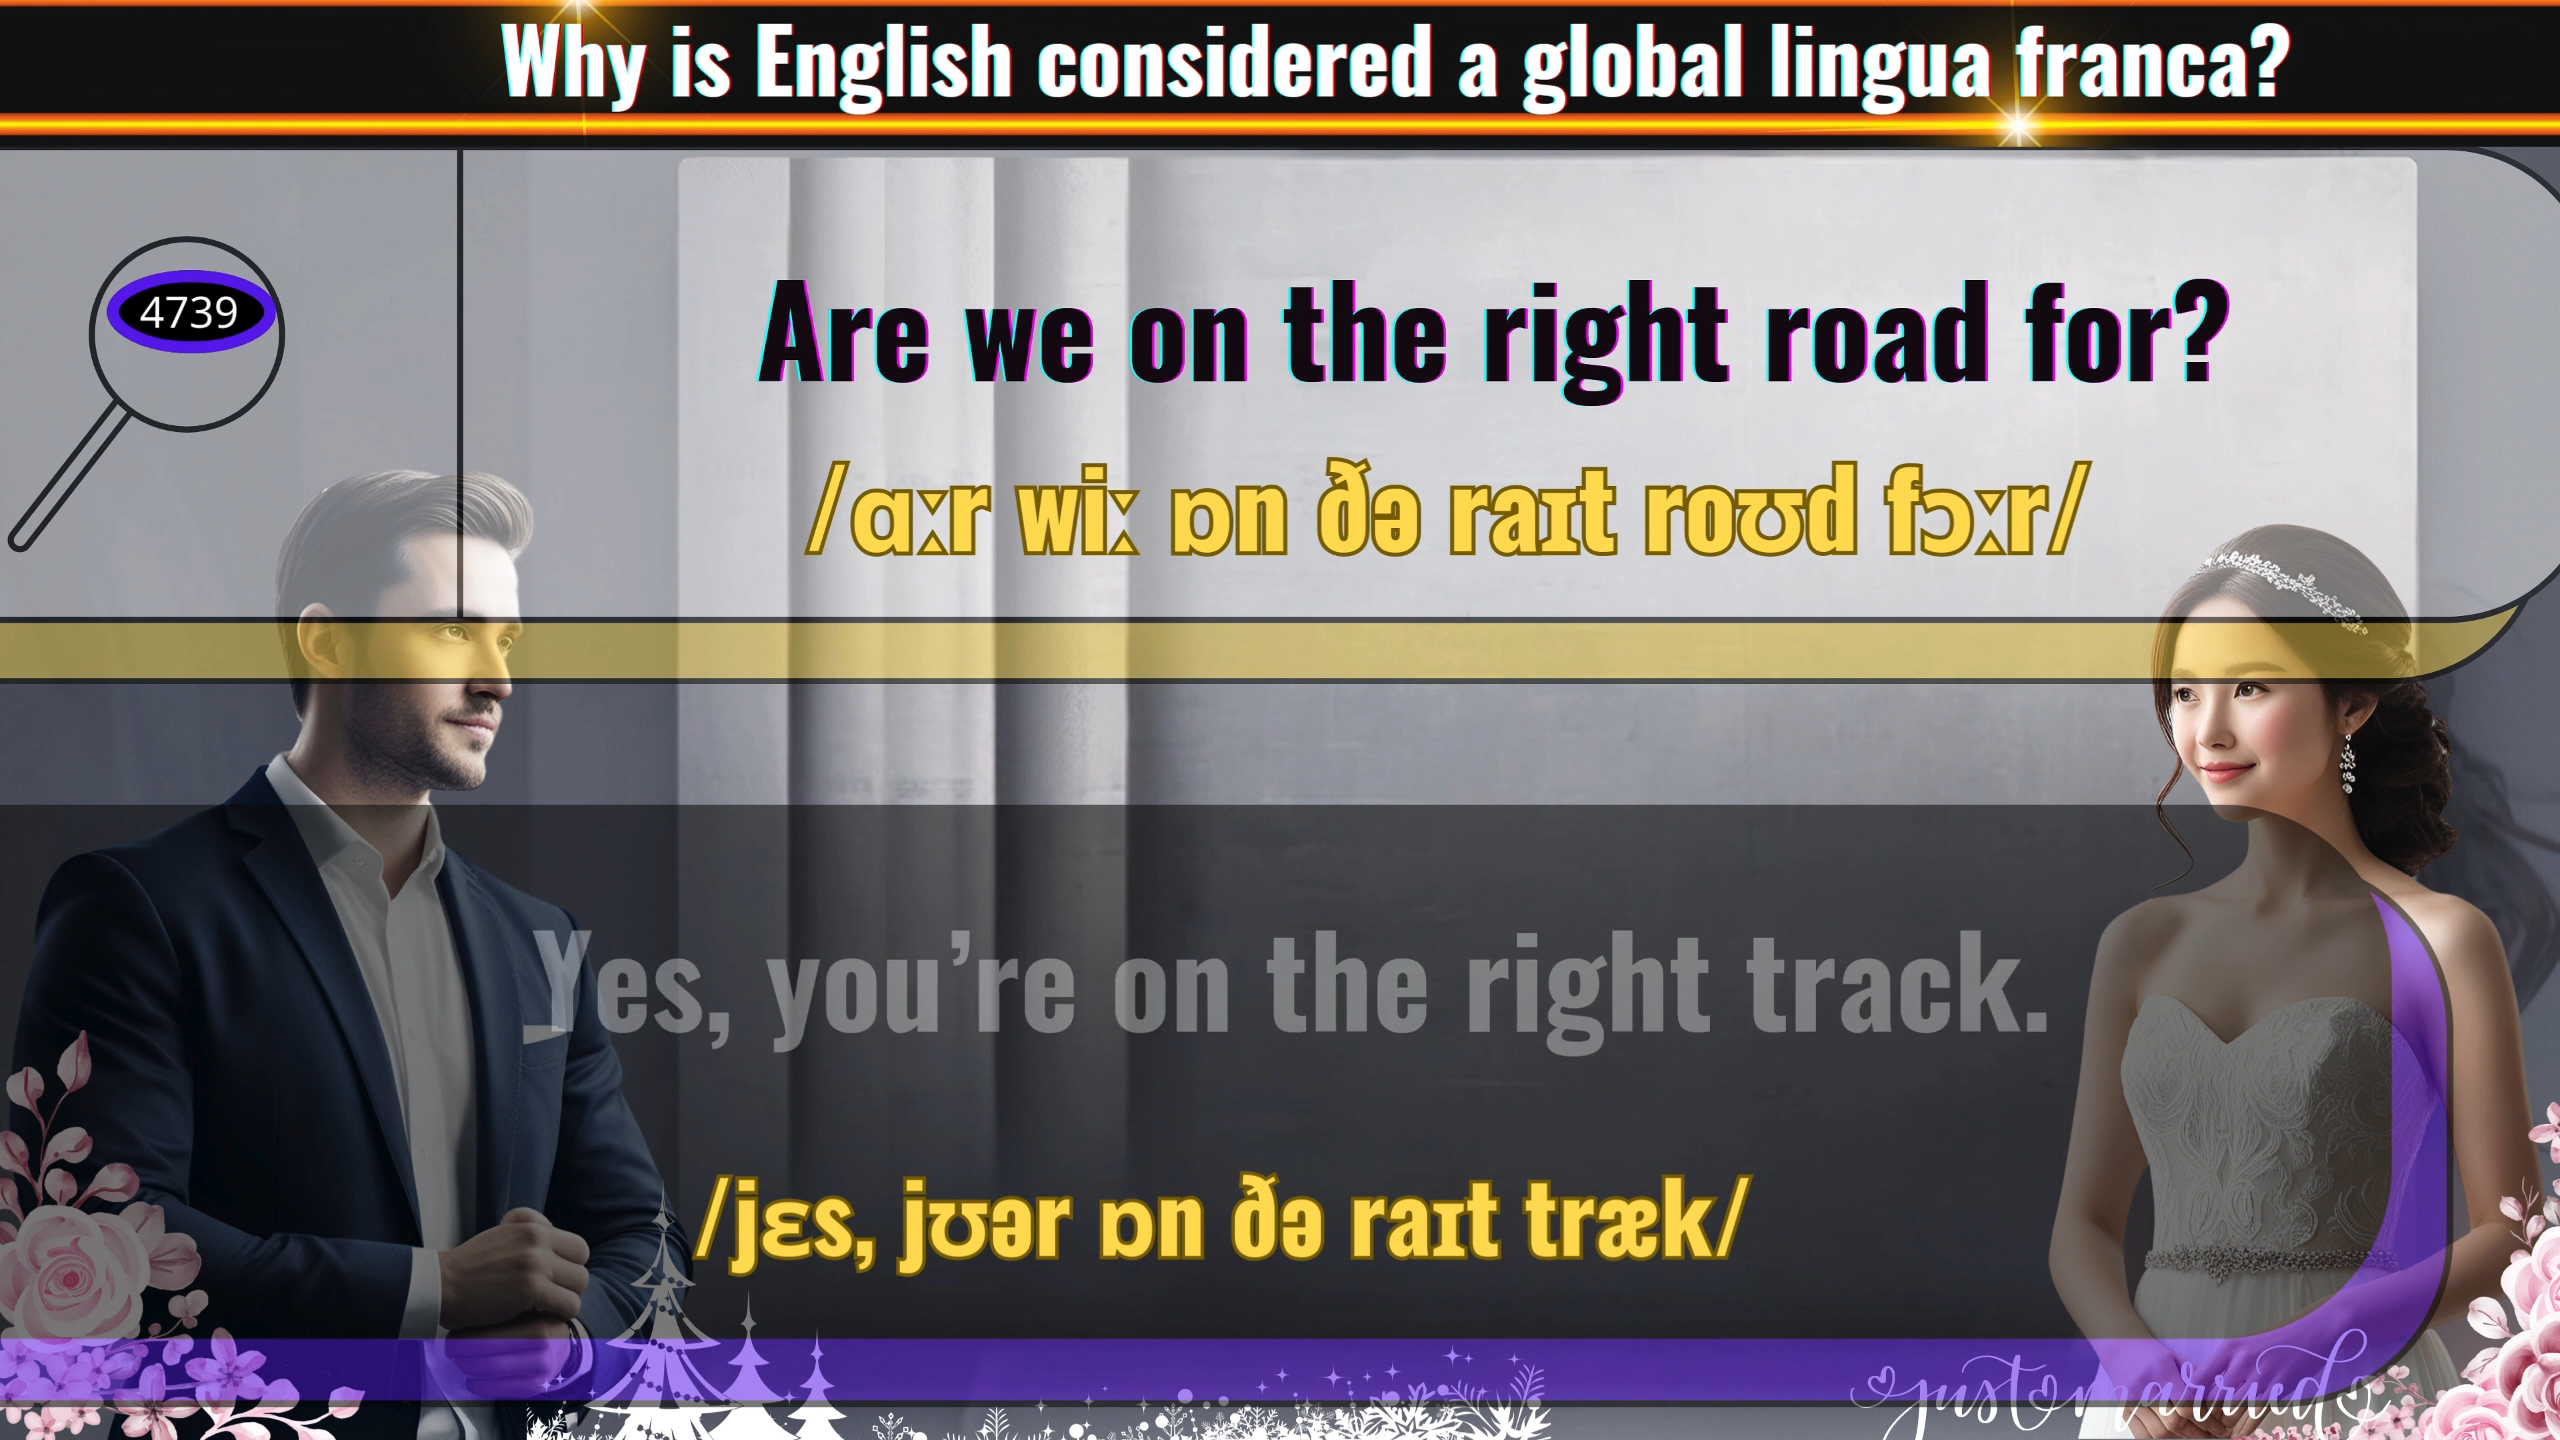 Why is English considered a global lingua franca?
4739
Are we on the right road for?
/ɑːr wiː ɒn ðə raɪt roʊd fɔːr/
Yes, you’re on the right track.
/jɛs, jʊər ɒn ðə raɪt træk/
just married